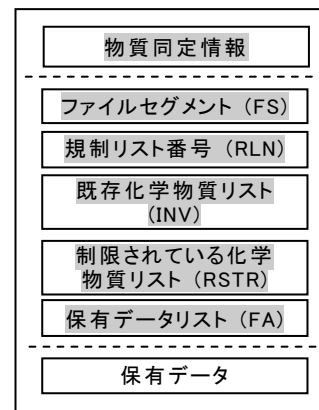 物質同定情報
ファイルセグメント（FS）
規制リスト番号（RLN）
既存化学物質リスト
(INV)
制限されている化学
物質リスト（RSTR）
保有データリスト（FA）
保有データ